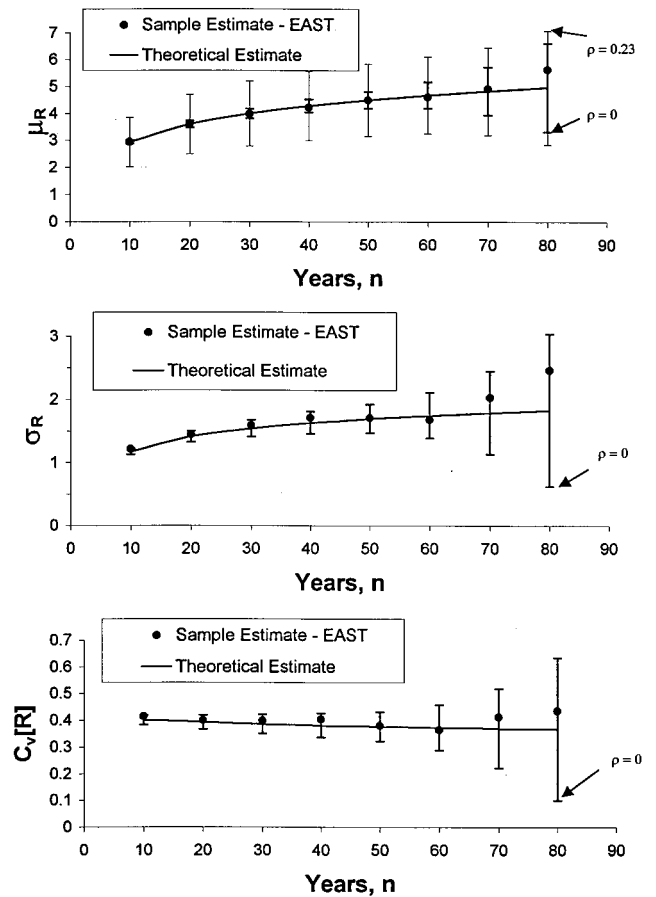 7
6
5
4
3
2
1
0
μR
Sample Estimate - EAST
Theoretical Estimate
ρ = 0.23
ρ = 0
0 10 20 30 40 50 60 70 80 90
Years, n
3
2
1
0
σR
Sample Estimate - EAST
Theoretical Estimate
ρ = 0
0 10 20 30 40 50 60 70 80 90
Years, n
0.7
0.6
0.5
0.4
0.3
0.2
0.1
0
Cv[R]
Sample Estimate - EAST
Theoretical Estimate
ρ = 0
0 10 20 30 40 50 60 70 80 90
Years, n